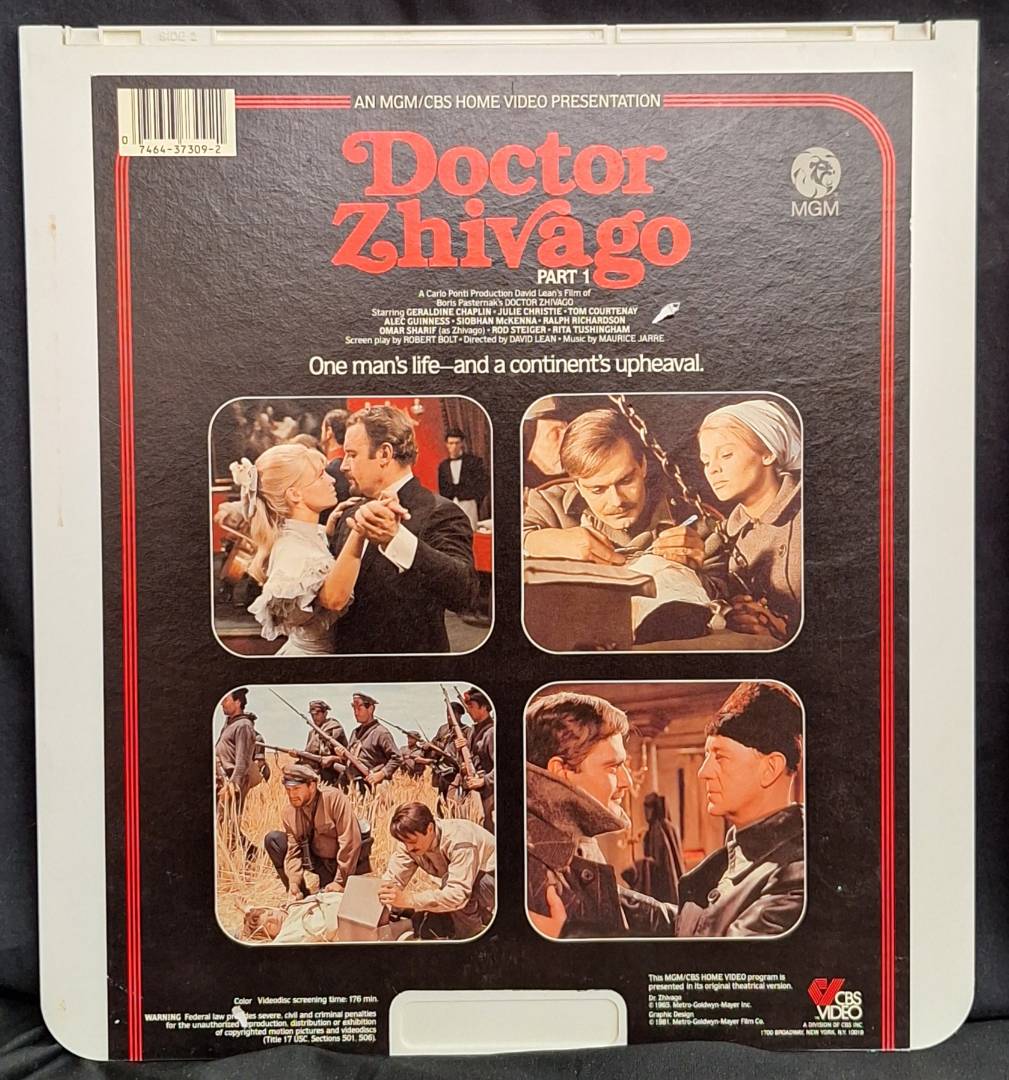 SIDE 2
AN MGM/CBS HOME VIDEO PRESENTATION
0 7464-37309-2
Doctor
Zhivago
MGM
PART 1
A Carlo Ponti Production David Lean's Film of
Boris Pasternak's DOCTOR ZHIVAGO
Starring GERALDINE CHAPLIN • JULIE CHRISTIE • TOM COURTENAY
ALEC GUINNESS • SIOBHAN McKENNA • RALPH RICHARDSON
OMAR SHARIF (as Zhivago) • ROD STEIGER • RITA TUSHINGHAM
Screen play by ROBERT BOLT • Directed by DAVID LEAN • Music by MAURICE JARRE
One man's life—and a continent's upheaval.
Color Videodisc screening time: 176 min.
WARNING Federal law severe, civil and criminal penalties
for the unauthorized distribution or exhibition
of copyrighted motion pictures and videodiscs
(Title 17 USC. Sections 501, 506).
This MGM/CBS HOME VIDEO program is
presented in its original theatrical version.
Dr. Zhivago
© 1965. Metro-Goldwyn-Mayer Inc.
Graphic Design
© 1981. Metro-Goldwyn-Mayer Film Co.
CBS
VIDEO
A DIVISION OF CBS INC.
1700 BROADWAY, NEW YORK, N.Y. 10019